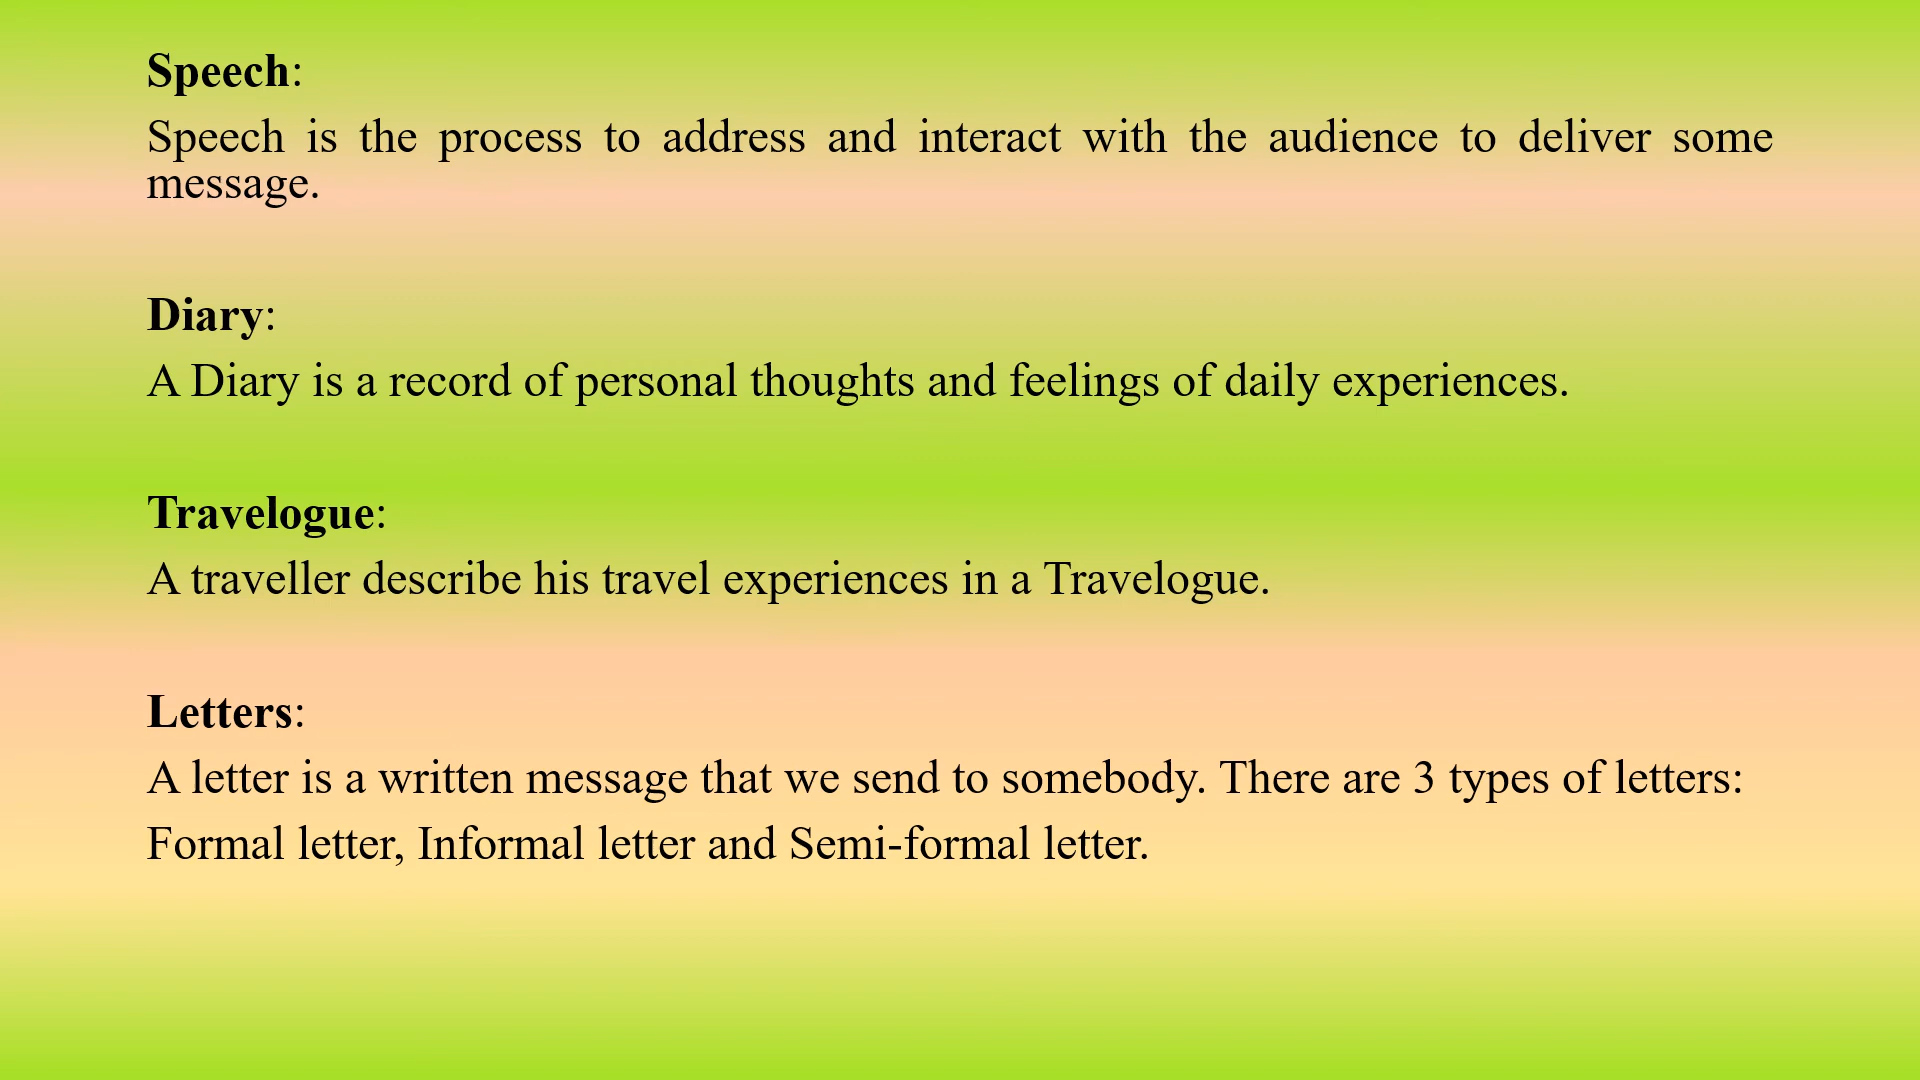 Speech:
Speech is the process to address and interact with the audience to deliver some
message.
Diary:
A Diary is a record of personal thoughts and feelings of daily experiences.
Travelogue:
A traveller describe his travel experiences in a Travelogue.
Letters:
A letter is a written message that we send to somebody. There are 3 types of letters:
Formal letter, Informal letter and Semi-formal letter.